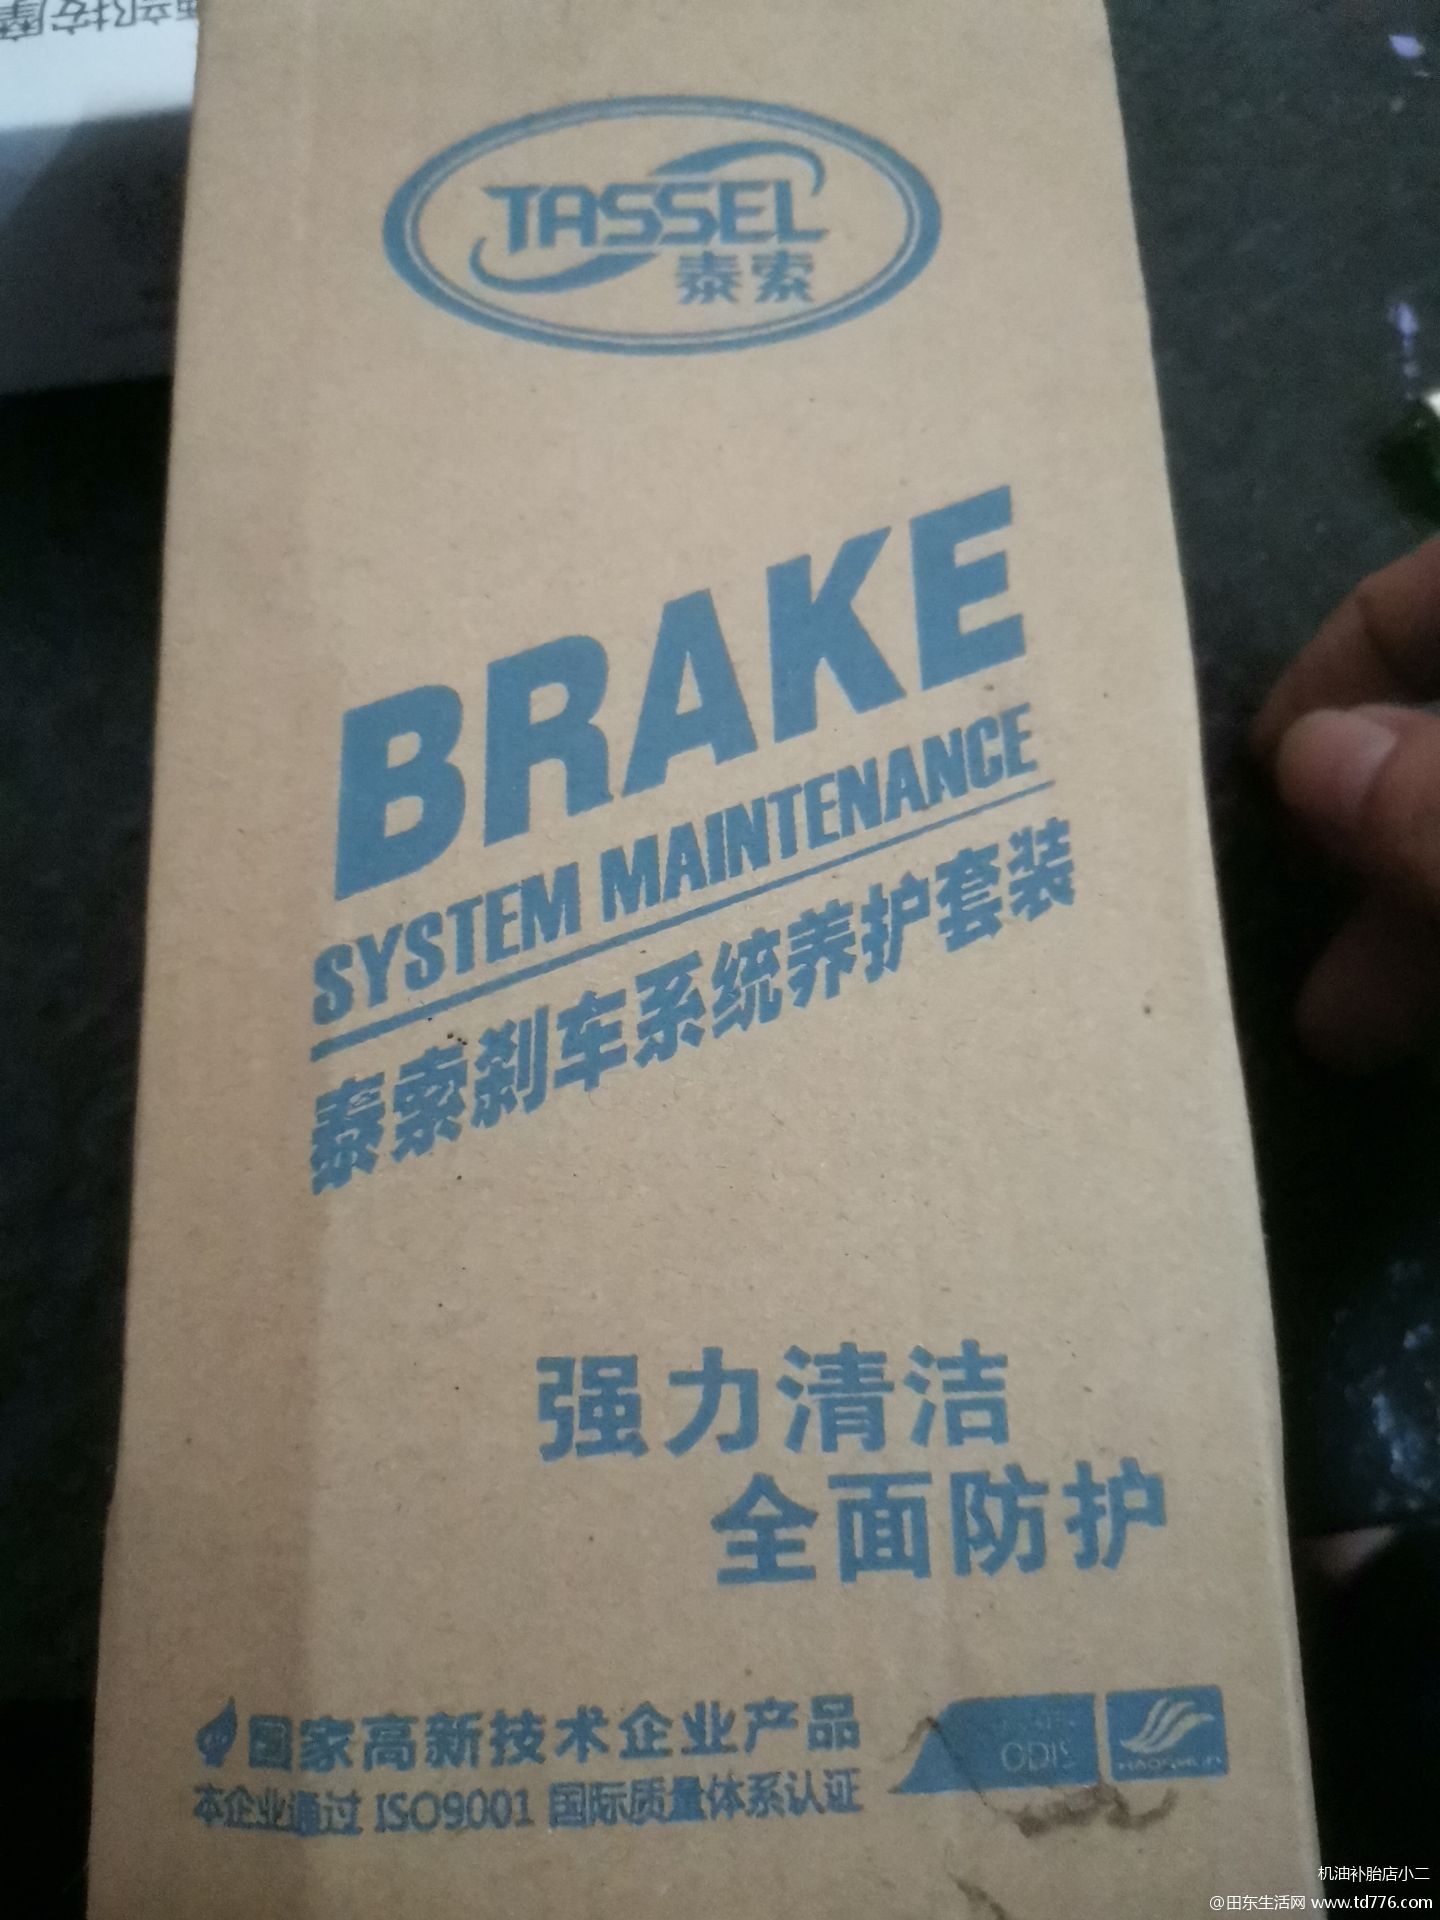 部按摩
TASSEL
泰索
BRAKE
SYSTEM MAINTENANCE
泰索刹车系统养护套装
强力清洁
全面防护
国家高新技术企业产品
本企业通过 ISO9001 国际质量体系认证
ODIS
机油补胎店小二
@田东生活网 www.td776.com